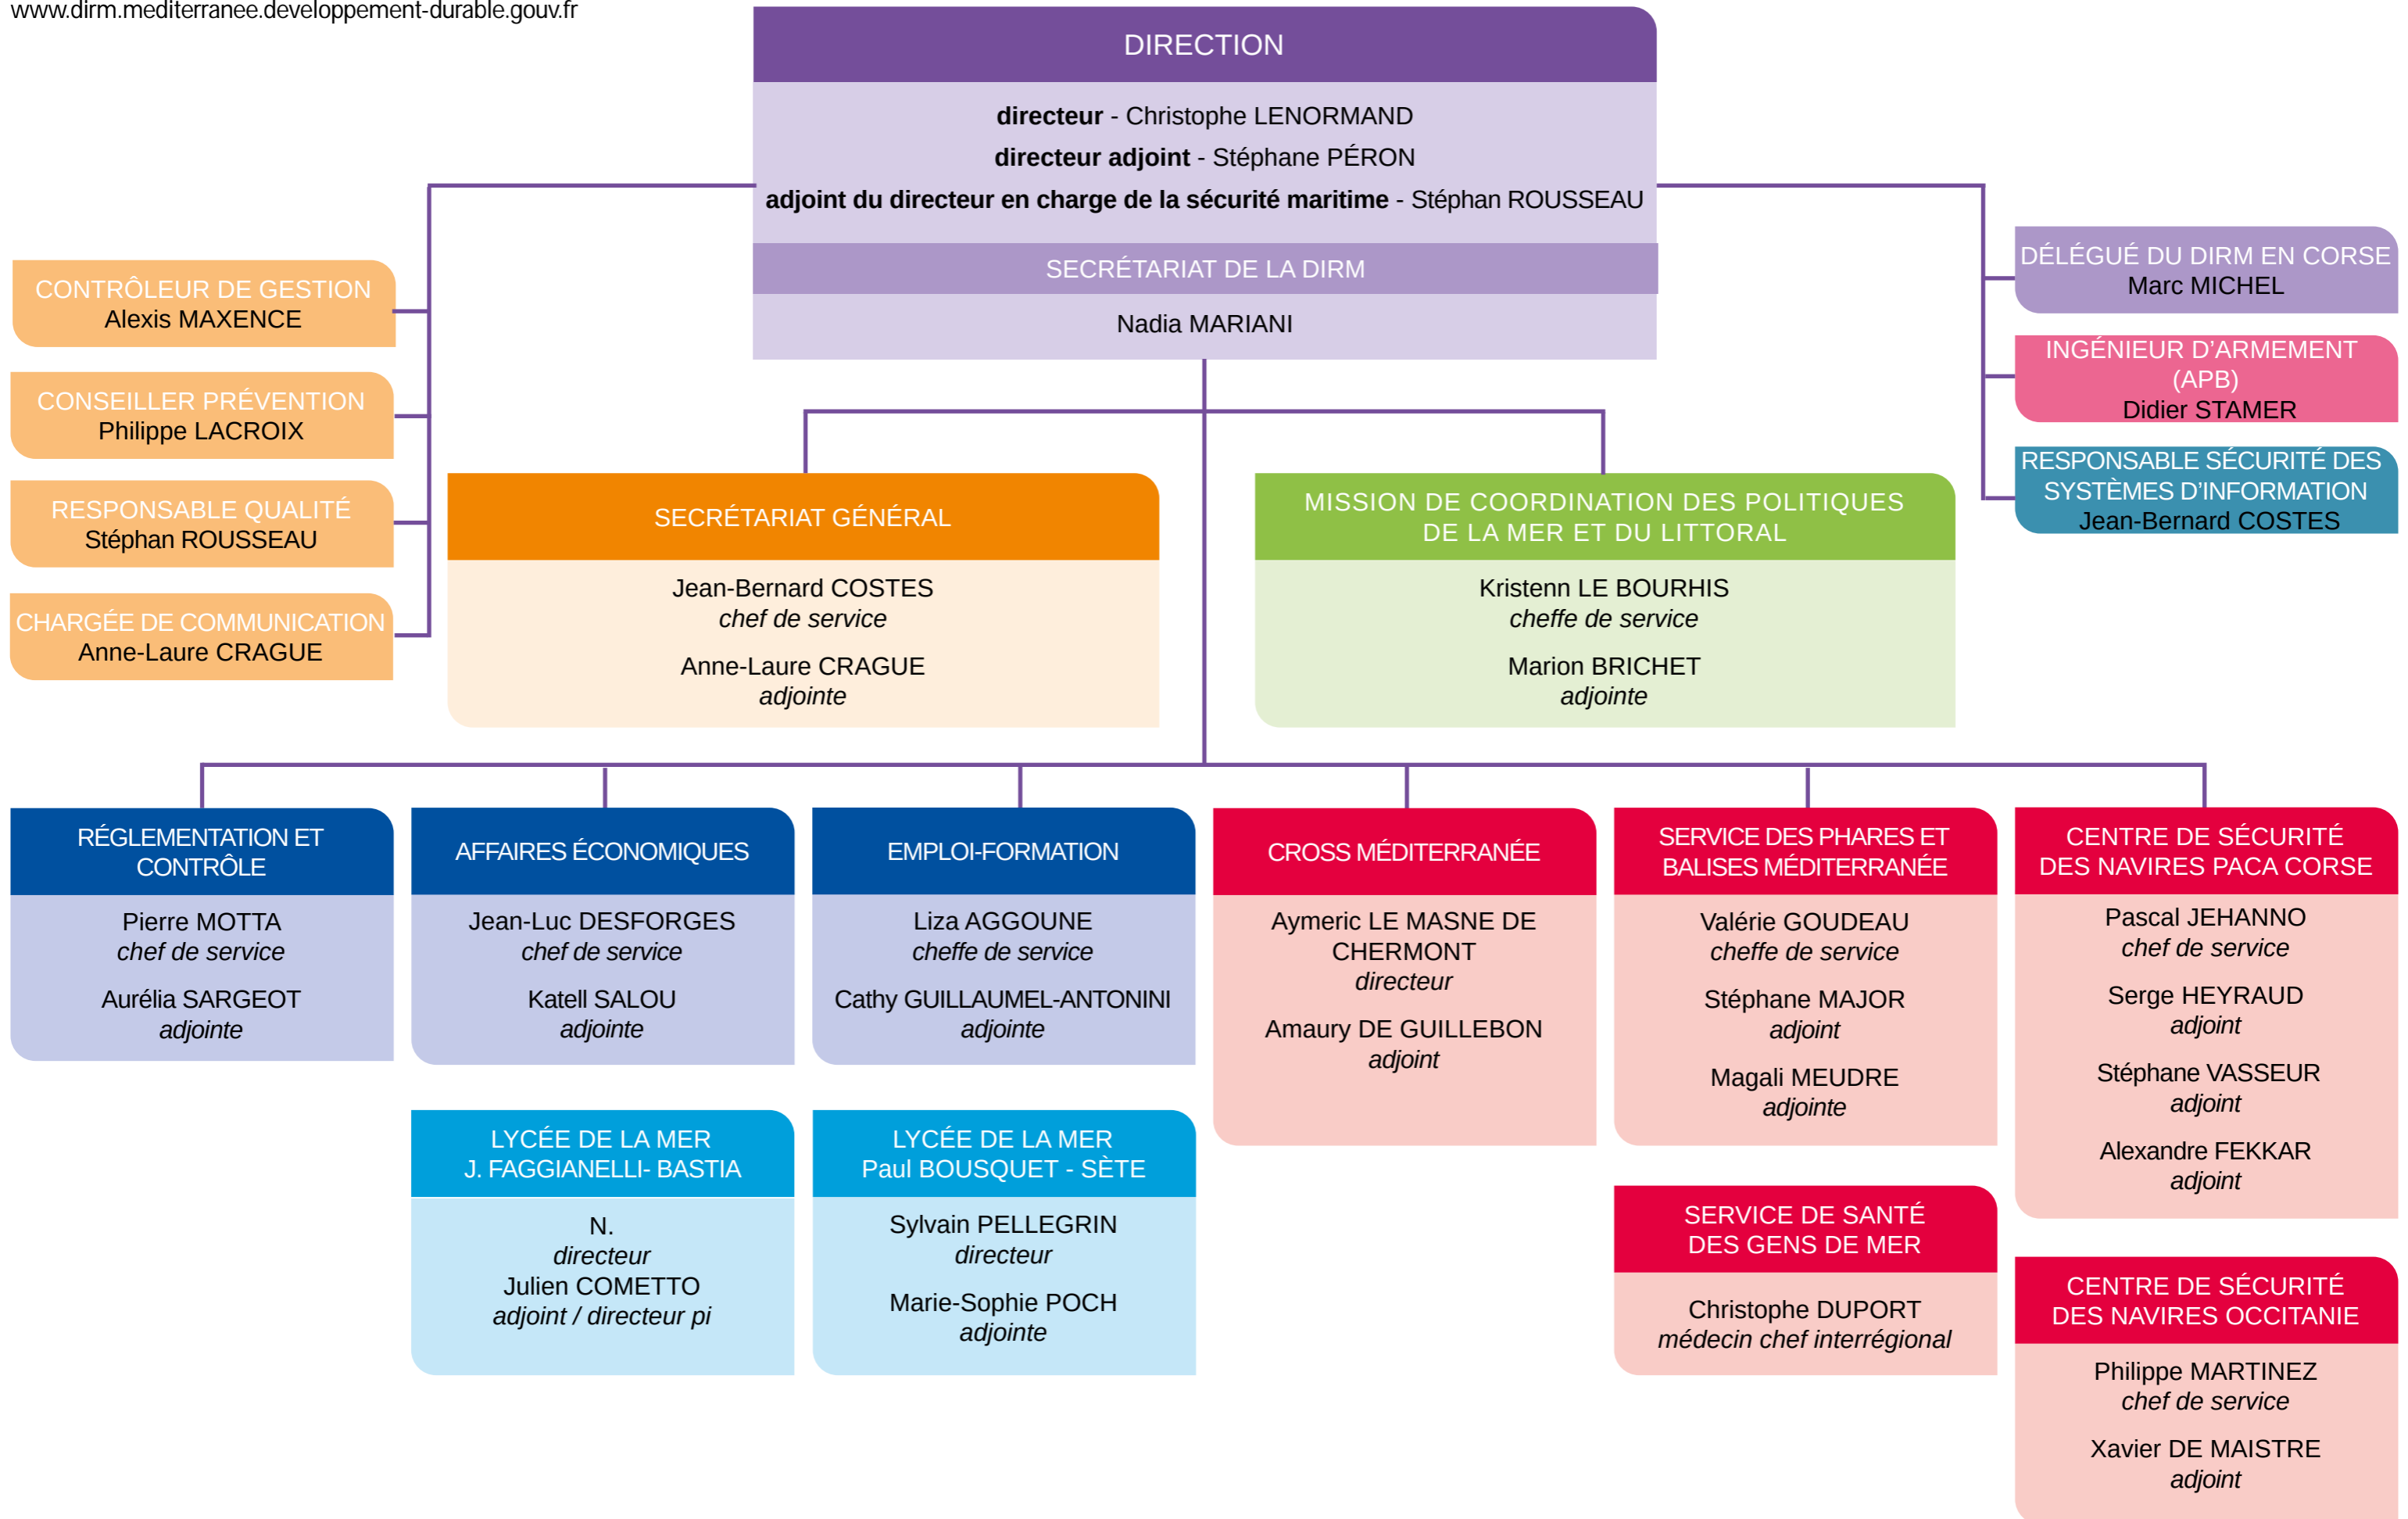 www.dirm.mediterranee.developpement-durable.gouv.fr
DIRECTION
directeur - Christophe LENORMAND
directeur adjoint - Stéphane PÉRON
adjoint du directeur en charge de la sécurité maritime - Stéphan ROUSSEAU
SECRÉTARIAT DE LA DIRM
Nadia MARIANI
CONTRÔLEUR DE GESTION
Alexis MAXENCE
CONSEILLER PRÉVENTION
Philippe LACROIX
RESPONSABLE QUALITÉ
Stéphan ROUSSEAU
CHARGÉE DE COMMUNICATION
Anne-Laure CRAGUE
DÉLÉGUÉ DU DIRM EN CORSE
Marc MICHEL
INGÉNIEUR D’ARMEMENT
(APB)
Didier STAMER
RESPONSABLE SÉCURITÉ DES
SYSTÈMES D’INFORMATION
Jean-Bernard COSTES
SECRÉTARIAT GÉNÉRAL
Jean-Bernard COSTES
chef de service
Anne-Laure CRAGUE
adjointe
MISSION DE COORDINATION DES POLITIQUES
DE LA MER ET DU LITTORAL
Kristenn LE BOURHIS
cheffe de service
Marion BRICHET
adjointe
RÉGLEMENTATION ET
CONTRÔLE
Pierre MOTTA
chef de service
Aurélia SARGEOT
adjointe
AFFAIRES ÉCONOMIQUES
Jean-Luc DESFORGES
chef de service
Katell SALOU
adjointe
EMPLOI-FORMATION
Liza AGGOUNE
cheffe de service
Cathy GUILLAUMEL-ANTONINI
adjointe
CROSS MÉDITERRANÉE
Aymeric LE MASNE DE
CHERMONT
directeur
Amaury DE GUILLEBON
adjoint
SERVICE DES PHARES ET
BALISES MÉDITERRANÉE
Valérie GOUDEAU
cheffe de service
Stéphane MAJOR
adjoint
Magali MEUDRE
adjointe
CENTRE DE SÉCURITÉ
DES NAVIRES PACA CORSE
Pascal JEHANNO
chef de service
Serge HEYRAUD
adjoint
Stéphane VASSEUR
adjoint
Alexandre FEKKAR
adjoint
LYCÉE DE LA MER
J. FAGGIANELLI- BASTIA
N.
directeur
Julien COMETTO
adjoint / directeur pi
LYCÉE DE LA MER
Paul BOUSQUET - SÈTE
Sylvain PELLEGRIN
directeur
Marie-Sophie POCH
adjointe
SERVICE DE SANTÉ
DES GENS DE MER
Christophe DUPORT
médecin chef interrégional
CENTRE DE SÉCURITÉ
DES NAVIRES OCCITANIE
Philippe MARTINEZ
chef de service
Xavier DE MAISTRE
adjoint